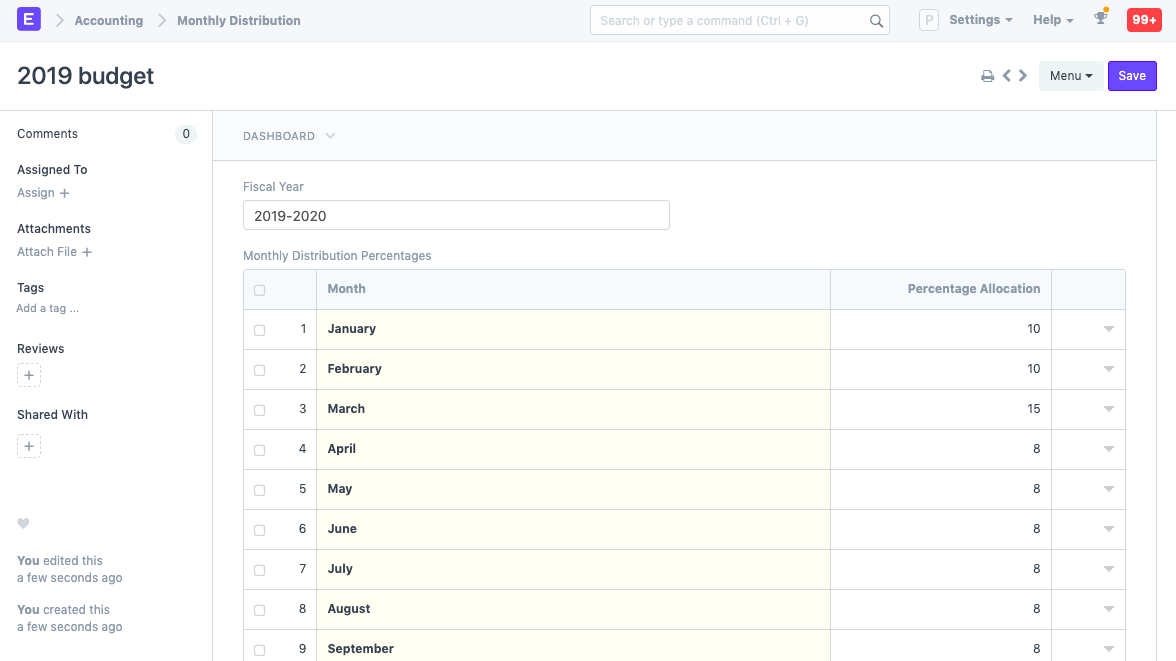 E Accounting Monthly Distribution Search or type a command (Ctrl + G) P Settings Help 99+
2019 budget Menu Save
Comments 0
Assigned To
Assign +
Attachments
Attach File +
Tags
Add a tag ...
Reviews
+
Shared With
+
You edited this
a few seconds ago
You created this
a few seconds ago
DASHBOARD
Fiscal Year
2019-2020
Monthly Distribution Percentages
Month Percentage Allocation
1 January 10
2 February 10
3 March 15
4 April 8
5 May 8
6 June 8
7 July 8
8 August 8
9 September 8